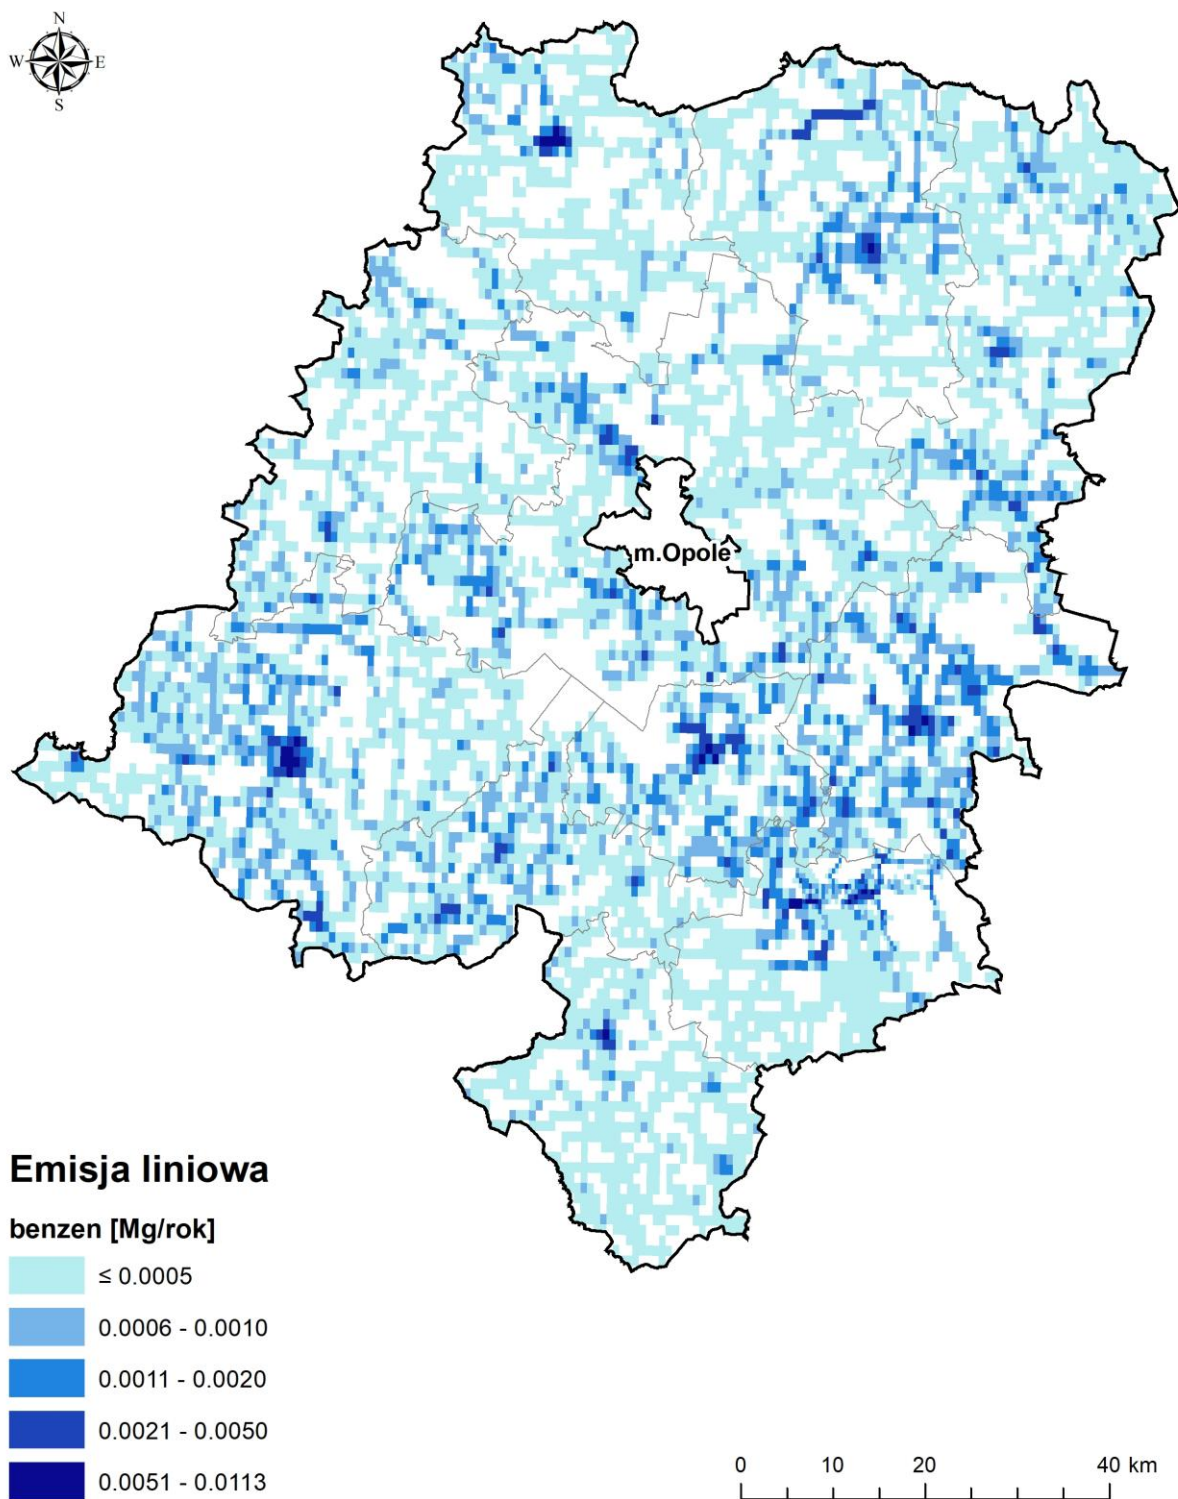 N
W E
S
m.Opole
Emisja liniowa
benzen [Mg/rok]
≤ 0.0005
0.0006 - 0.0010
0.0011 - 0.0020
0.0021 - 0.0050
0.0051 - 0.0113
0 10 20 40 km